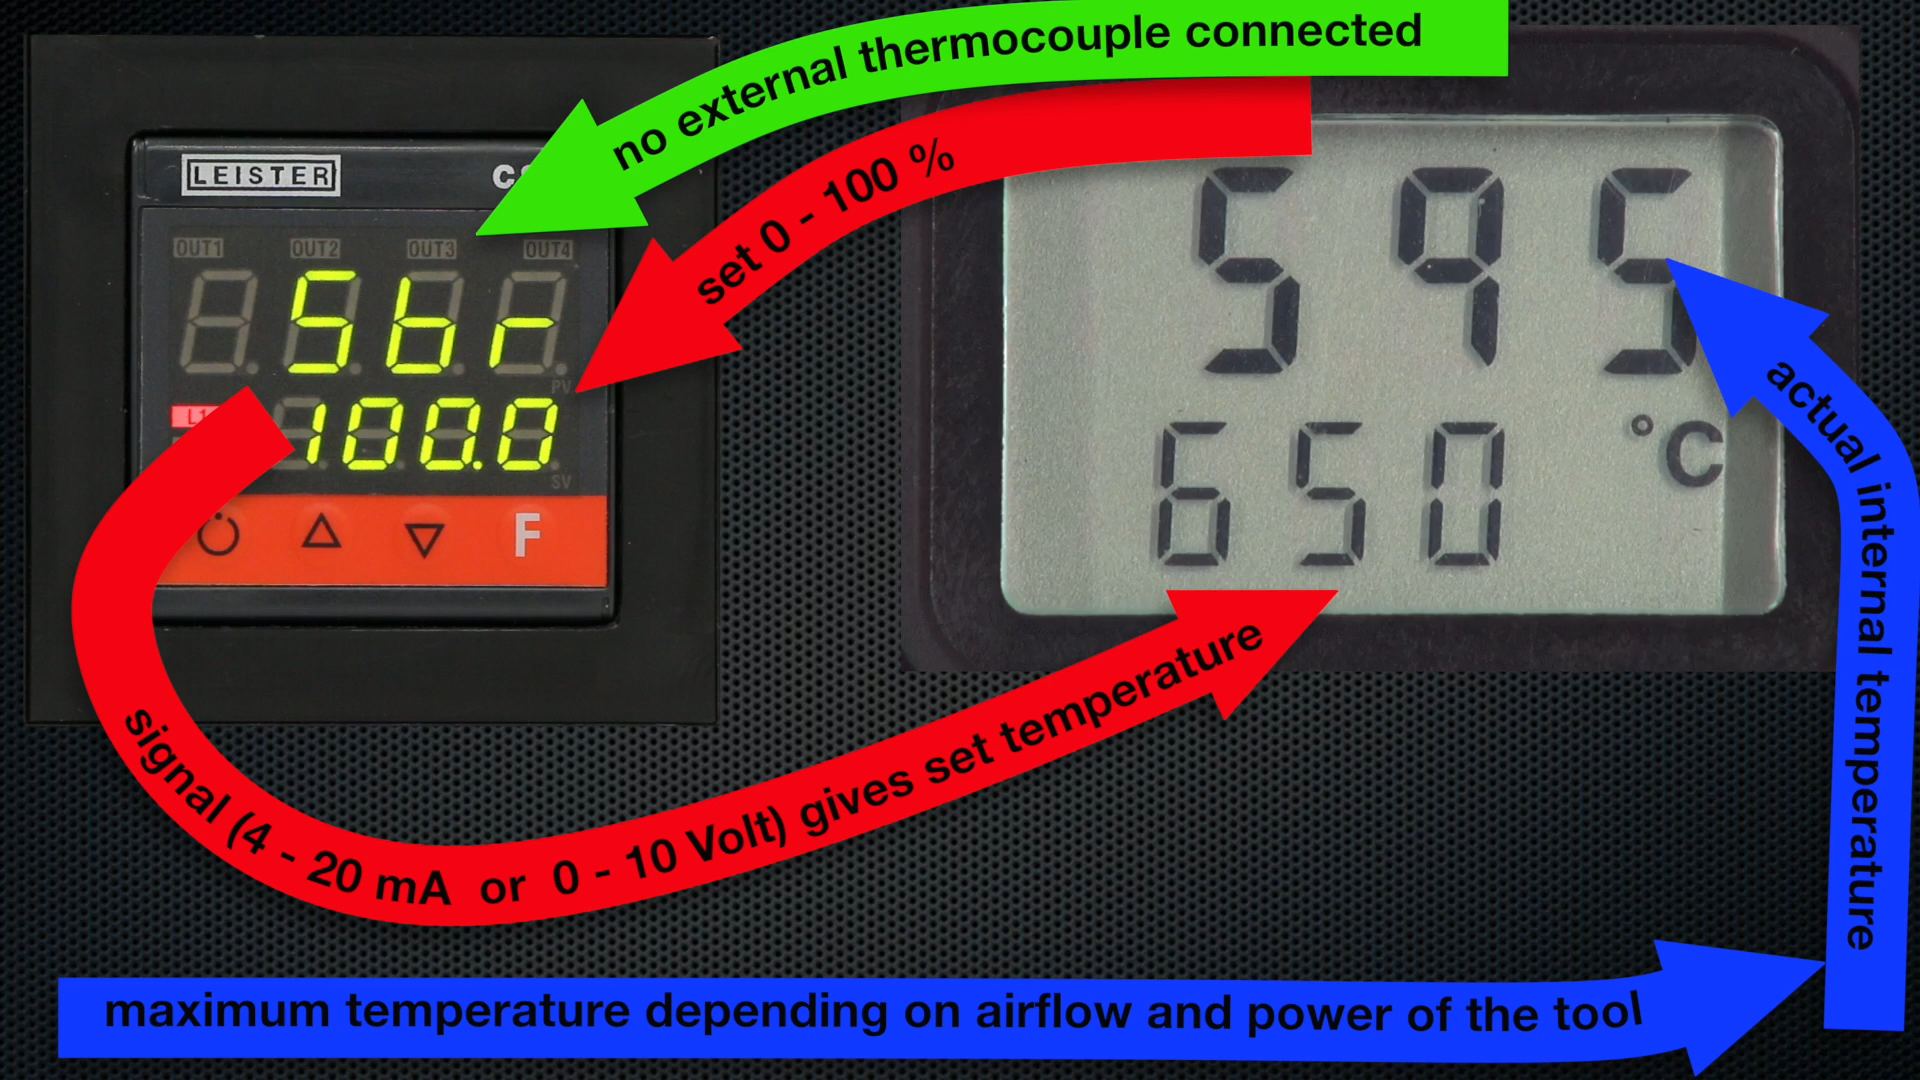 no external thermocouple connected
set 0 - 100 %
LEISTER
OUT1 OUT2 OUT3 OUT4
Sbr
PV
100.0
SV
F
595
°C
650
actual internal temperature
signal (4 - 20 mA or 0 - 10 Volt) gives set temperature
maximum temperature depending on airflow and power of the tool